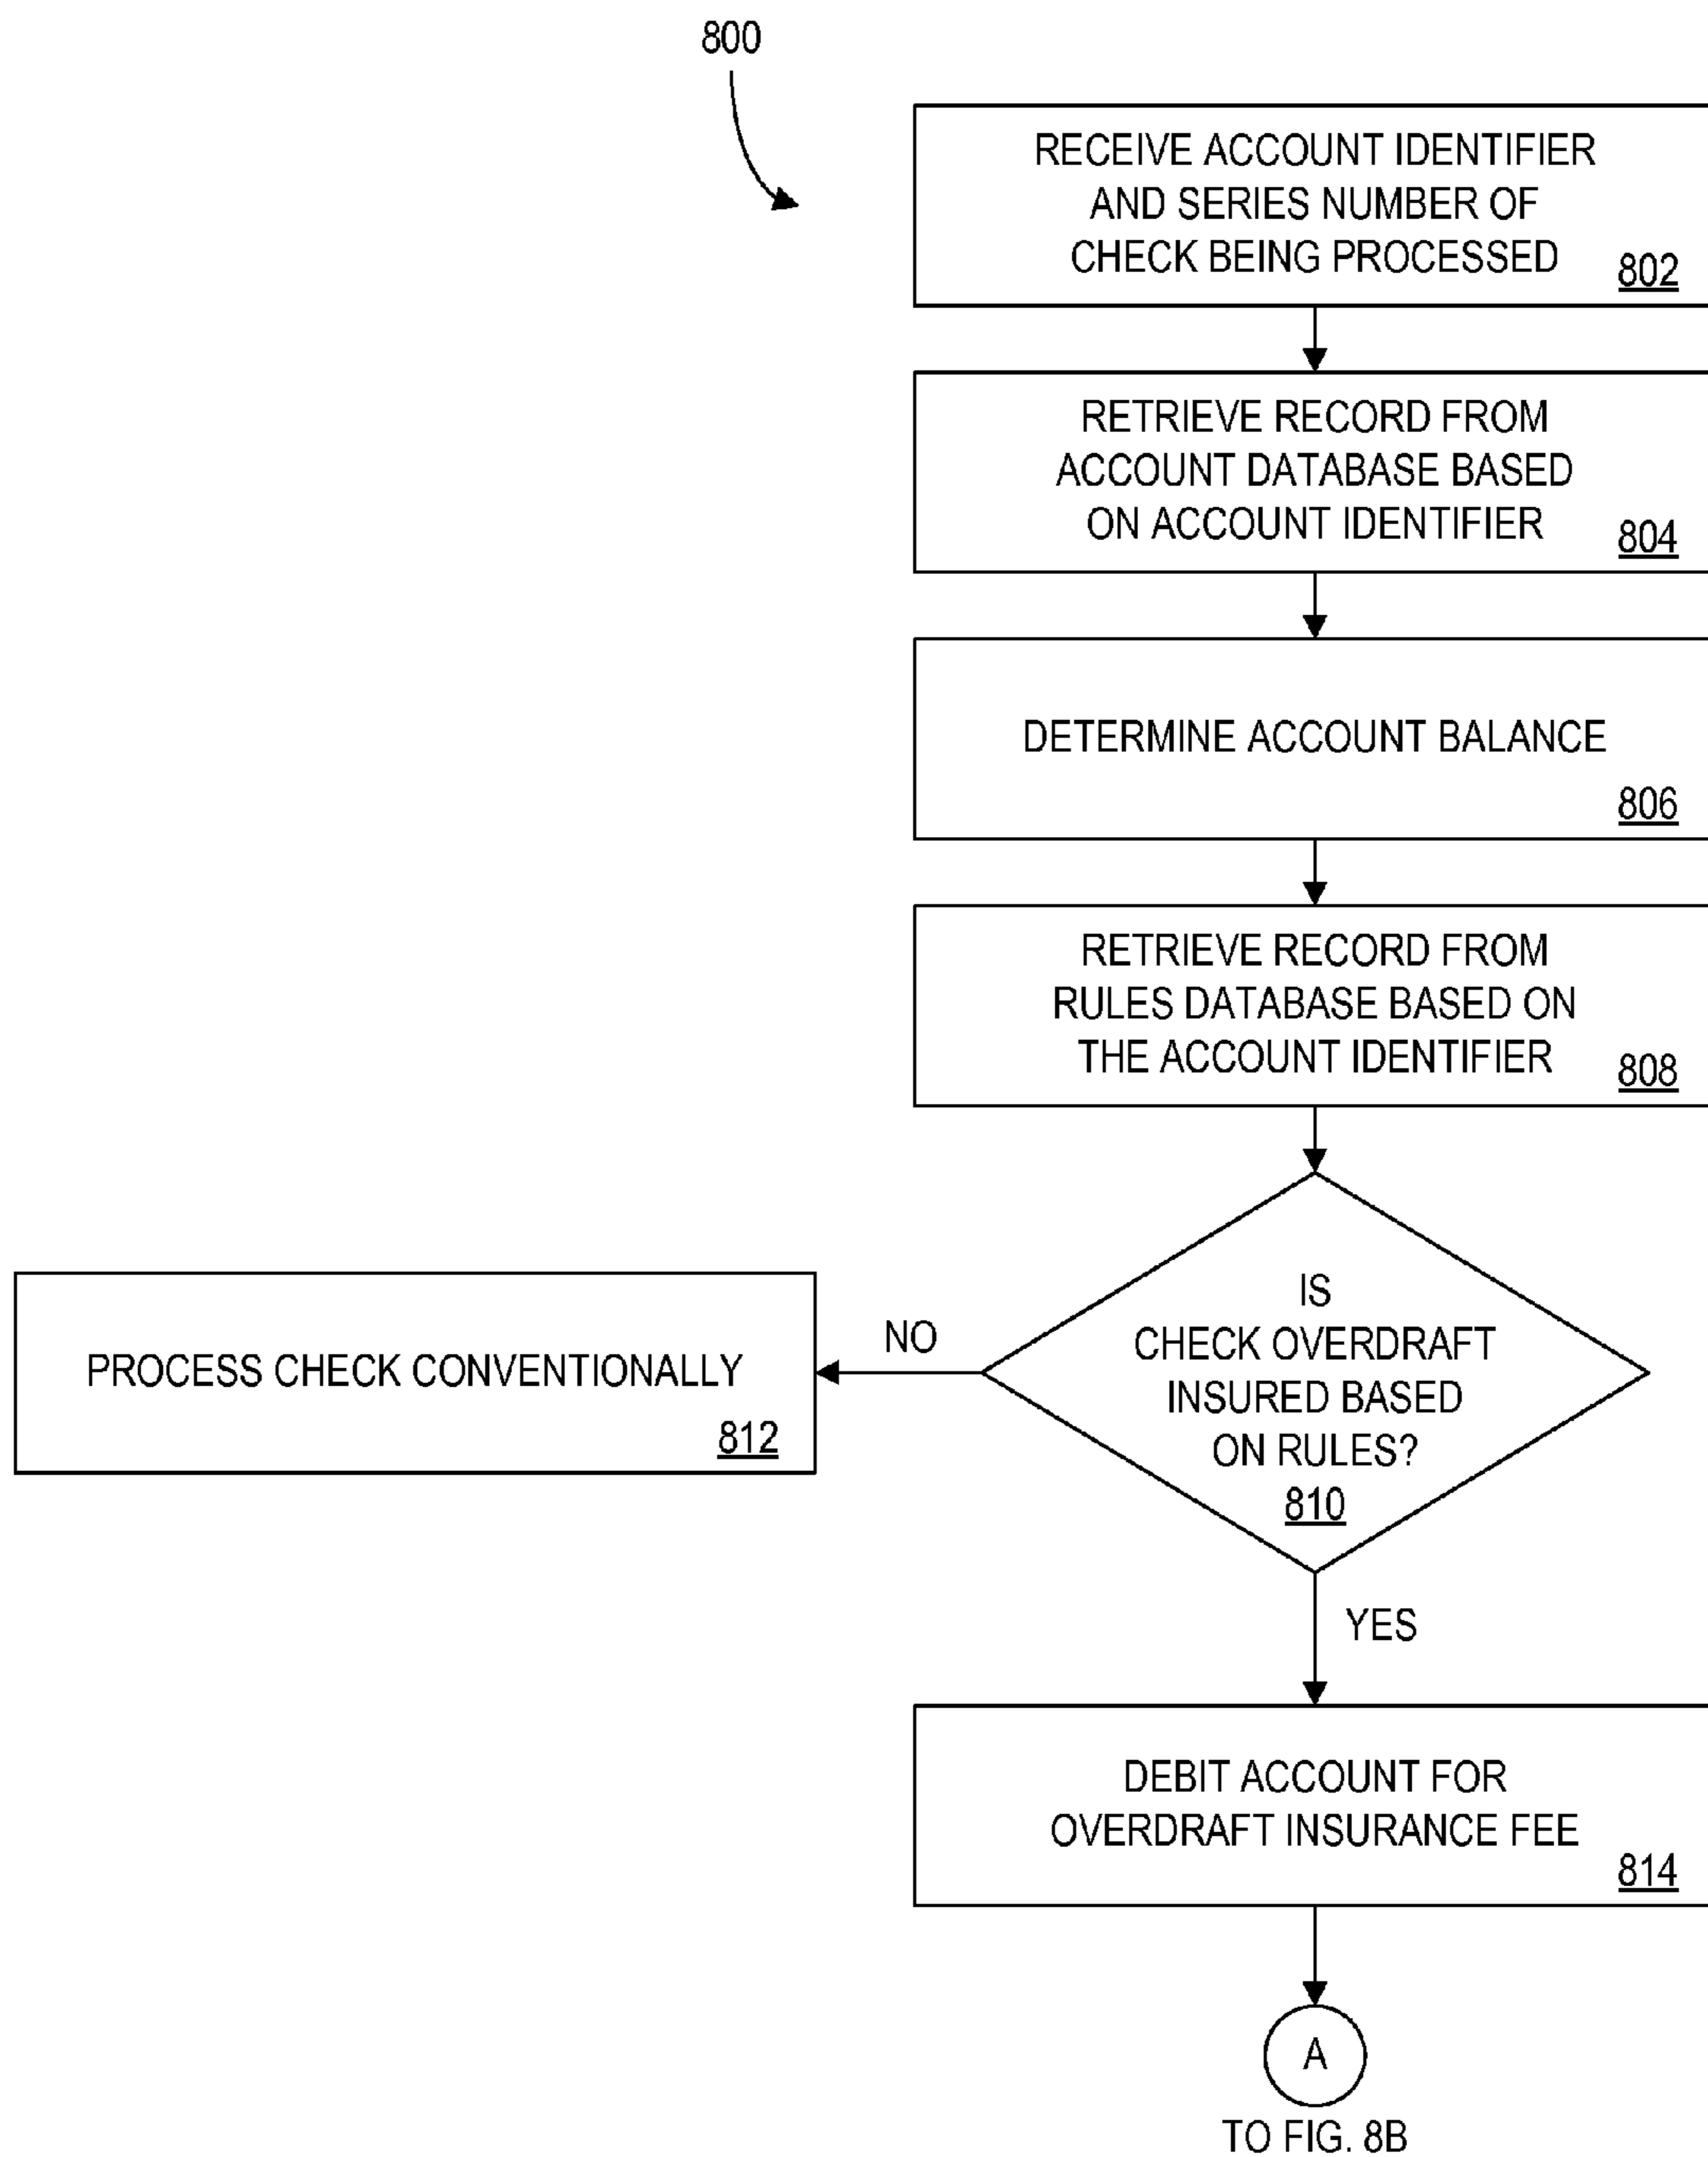 800
RECEIVE ACCOUNT IDENTIFIER
AND SERIES NUMBER OF
CHECK BEING PROCESSED
802
RETRIEVE RECORD FROM
ACCOUNT DATABASE BASED
ON ACCOUNT IDENTIFIER
804
DETERMINE ACCOUNT BALANCE
806
RETRIEVE RECORD FROM
RULES DATABASE BASED ON
THE ACCOUNT IDENTIFIER
808
IS
CHECK OVERDRAFT
INSURED BASED
ON RULES?
810
NO
PROCESS CHECK CONVENTIONALLY
812
YES
DEBIT ACCOUNT FOR
OVERDRAFT INSURANCE FEE
814
A
TO FIG. 8B